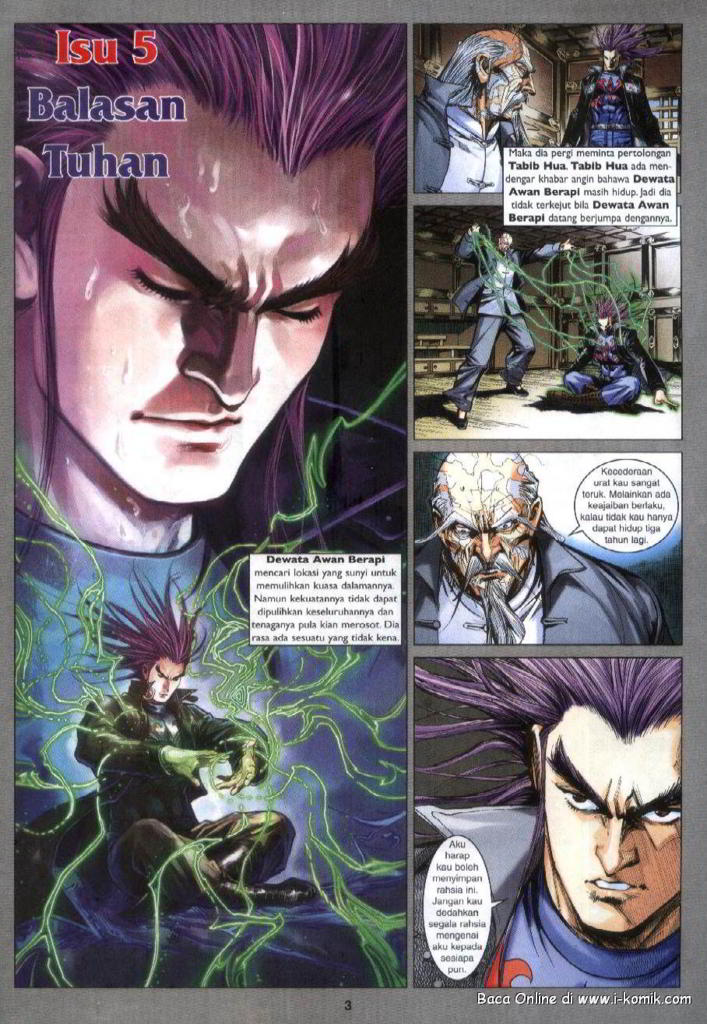 Isu 5
Balasan
Tuhan
Dewata Awan Berapi
mencari lokasi yang sunyi untuk
memulihkan kuasa dalamannya.
Namun kekuatannya tidak dapat
dipulihkan keseluruhannya dan
tenaganya pula kian merosot. Dia
rasa ada sesuatu yang tidak kena.
Maka dia pergi meminta pertolongan
Tabib Hua. Tabib Hua ada men-
dengar khabar angin bahawa Dewata
Awan Berapi masih hidup. Jadi dia
tidak terkejut bila Dewata Awan
Berapi datang berjumpa dengannya.
Kecederaan
urat kau sangat
teruk. Melainkan ada
keajaiban berlaku,
kalau tidak kau hanya
dapat hidup tiga
tahun lagi.
Aku
harap
kau boleh
menyimpan
rahsia ini.
Jangan kau
dedahkan
segala rahsia
mengenai
aku kepada
sesiapa
pun.
3
Baca Online di www.i-komik.com